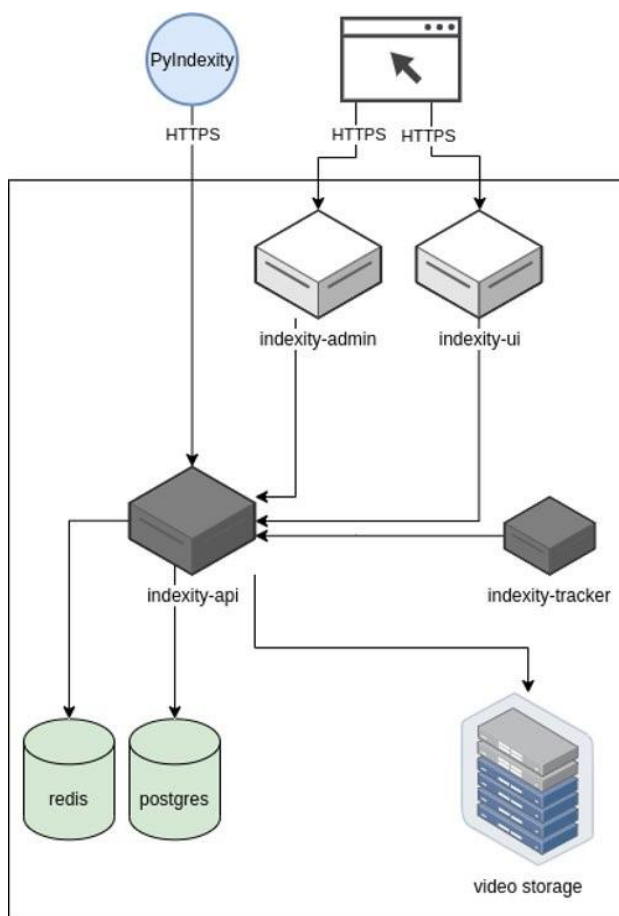 PyIndexity
HTTPS
HTTPS
HTTPS
indexity-admin
indexity-ui
indexity-api
indexity-tracker
redis
postgres
video storage